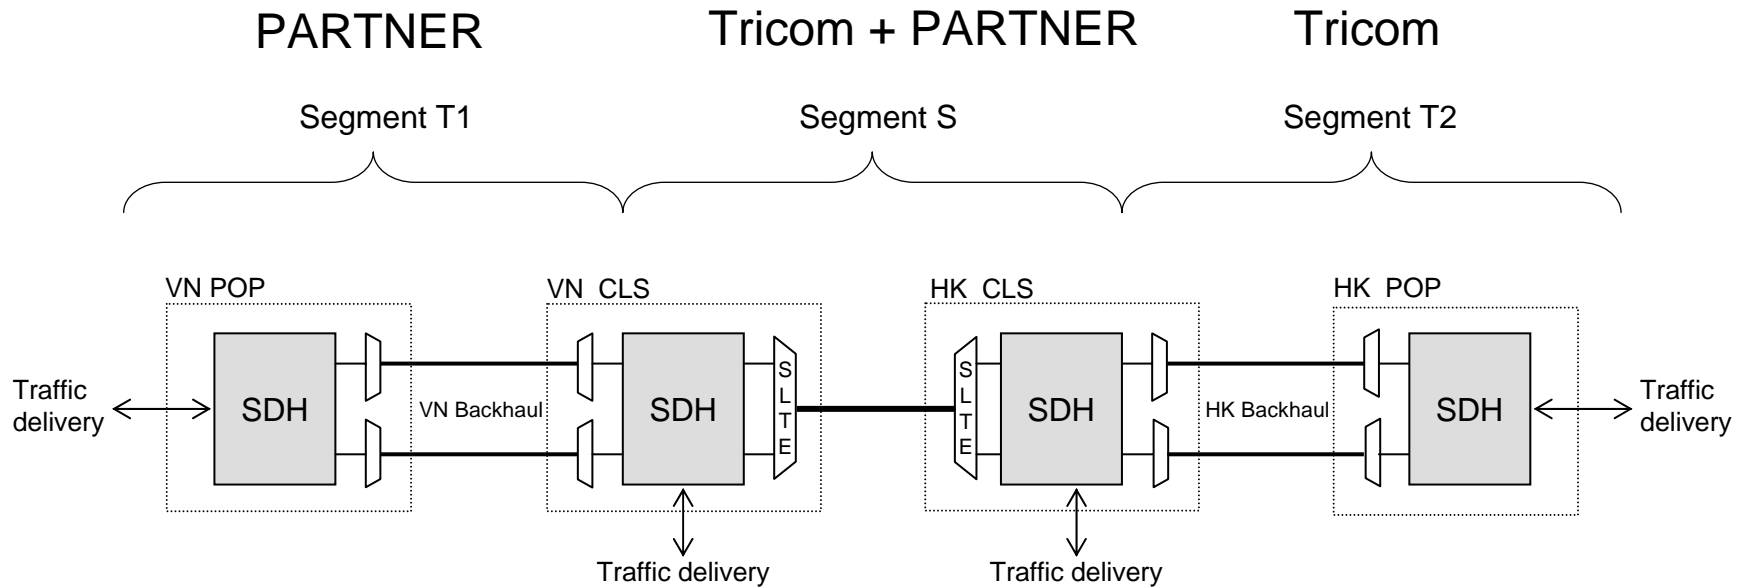 PARTNER
Tricom + PARTNER
Tricom
Segment T1
Segment S
Segment T2
VN POP
VN CLS
HK CLS
HK POP
Traffic
delivery
SDH
VN Backhaul
SDH
SLTE
SLTE
SDH
HK Backhaul
SDH
Traffic
delivery
Traffic delivery
Traffic delivery